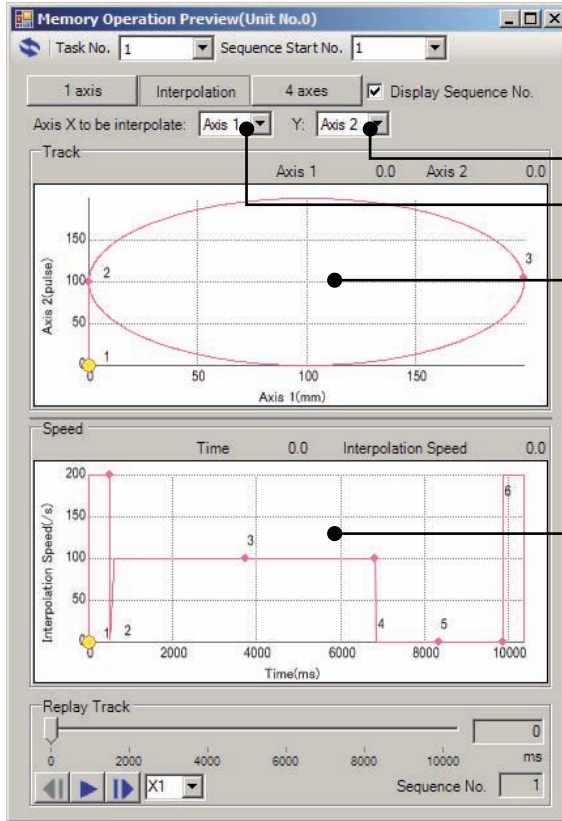 Memory Operation Preview(Unit No.0)
Task No. 1 Sequence Start No. 1
1 axis Interpolation 4 axes Display Sequence No.
Axis X to be interpolate: Axis 1 Y: Axis 2
Track
Axis 1 0.0 Axis 2 0.0
150
100
50
0
Axis 2(pulse)
2
3
1
0 50 100 150
Axis 1(mm)
Speed
Time 0.0 Interpolation Speed 0.0
200
150
100
50
0
Interpolation Speed(/s)
6
3
1 2 4 5
0 2000 4000 6000 8000 10000
Time(ms)
Replay Track
0
0 2000 4000 6000 8000 10000 ms
X1 Sequence No. 1